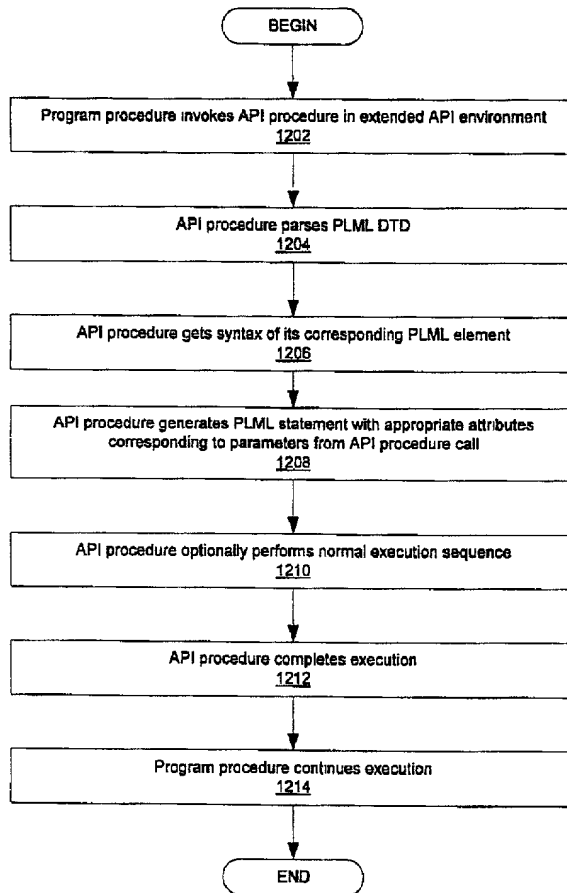 BEGIN
Program procedure invokes API procedure in extended API environment
1202
API procedure parses PLML DTD
1204
API procedure gets syntax of its corresponding PLML element
1206
API procedure generates PLML statement with appropriate attributes
corresponding to parameters from API procedure call
1208
API procedure optionally performs normal execution sequence
1210
API procedure completes execution
1212
Program procedure continues execution
1214
END